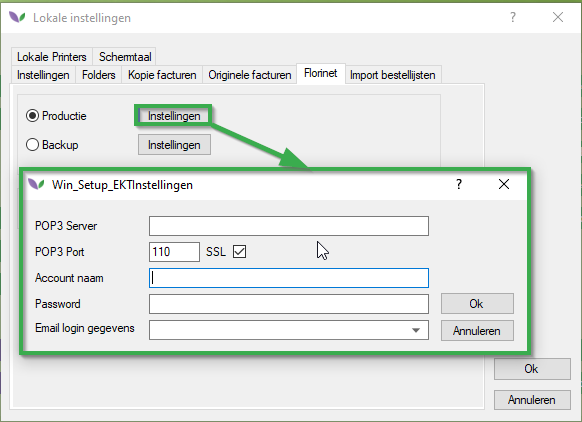 Lokale instellingen
Lokale Printers Schermtaal
Instellingen Folders Kopie facturen Originele facturen Florinet Import bestellijsten
Productie Instellingen
Backup Instellingen
Win_Setup_EKTInstellingen
POP3 Server
POP3 Port 110 SSL
Account naam
Password Ok
Email login gegevens Annuleren
Ok
Annuleren